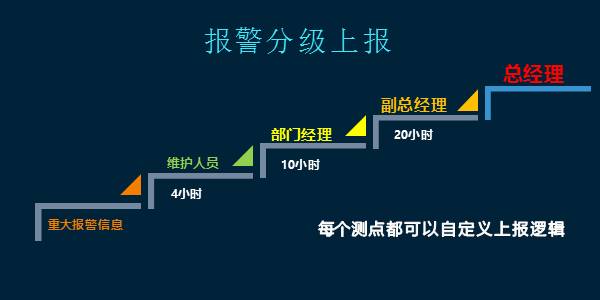 报警分级上报
总经理
副总经理
20小时
部门经理
10小时
维护人员
4小时
重大报警信息
每个测点都可以自定义上报逻辑